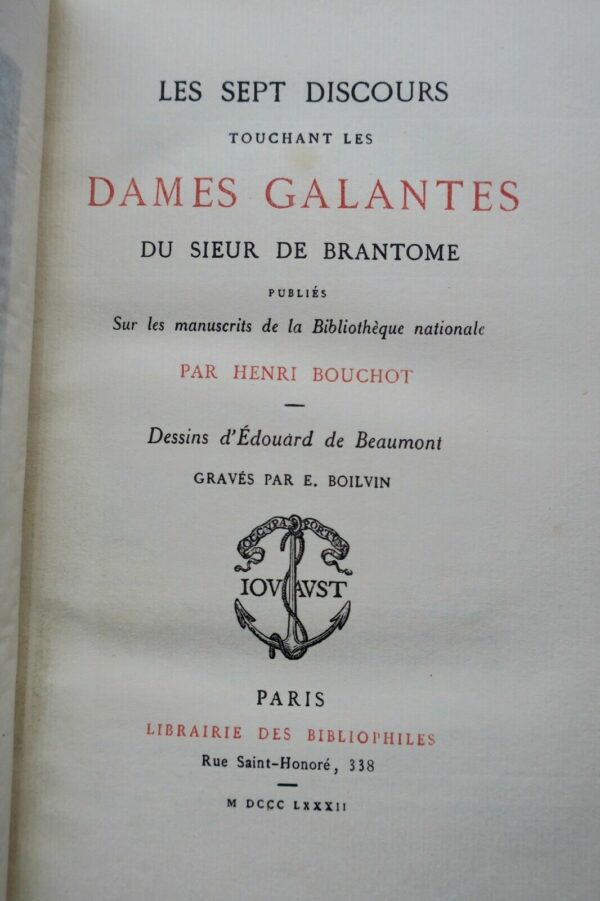 LES SEPT DISCOURS
TOUCHANT LES
DAMES GALANTES
DU SIEUR DE BRANTOME
PUBLIÉS
Sur les manuscrits de la Bibliothèque nationale
PAR HENRI BOUCHOT
Dessins d'Édouard de Beaumont
GRAVÉS PAR E. BOILVIN
OCCVPA PORTVM
IOVAVST
PARIS
LIBRAIRIE DES BIBLIOPHILES
Rue Saint-Honoré, 338
M DCCC LXXXII